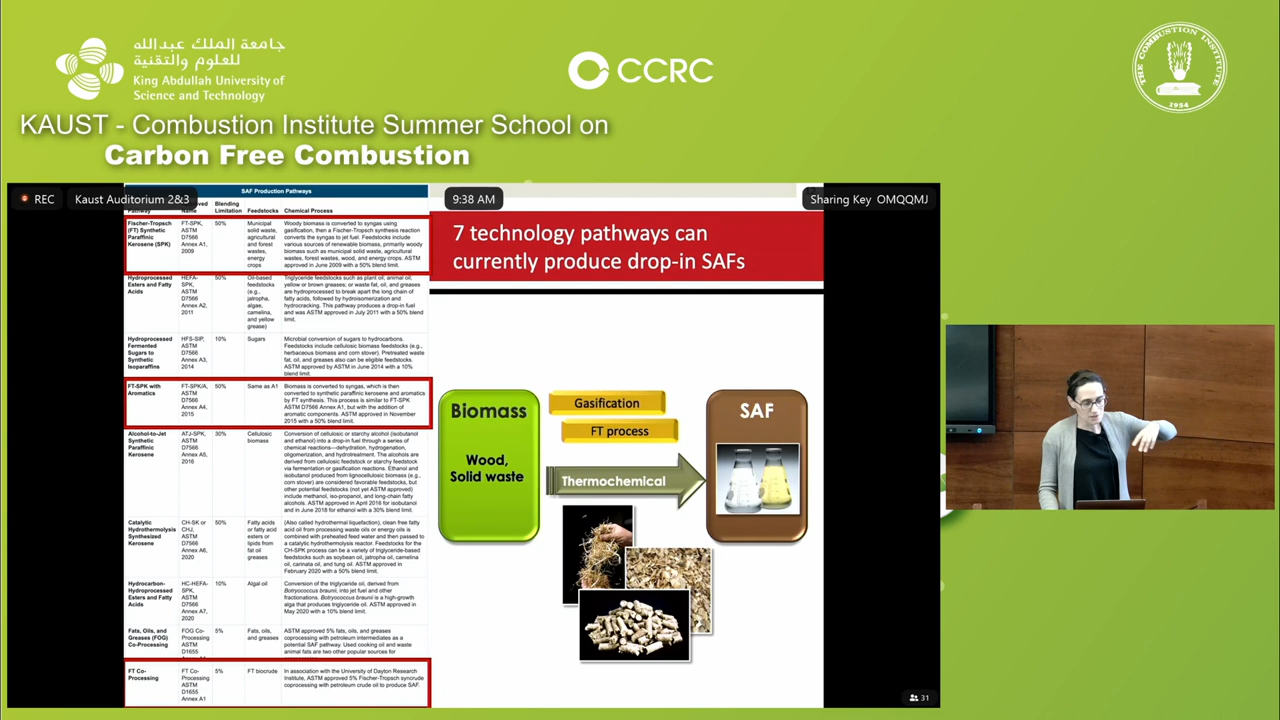 جامعة الملك عبدالله
للعلوم والتقنية
King Abdullah University of
Science and Technology
CCRC
THE COMBUSTION INSTITUTE
1954
KAUST - Combustion Institute Summer School on
Carbon Free Combustion
REC
Kaust Auditorium 2&3
9:38 AM
Sharing Key OMQQMJ
SAF Production Pathways
Pathway
Name
Blending
Limitation
Feedstocks
Chemical Process
Fischer-Tropsch
(FT) Synthetic
Paraffinic
Kerosene (SPK)
FT-SPK,
ASTM
D7566
Annex A1,
2009
50%
Municipal
solid waste,
agricultural
and forest
wastes,
energy
crops
Woody biomass is converted to syngas using
gasification, then a Fischer-Tropsch synthesis reaction
converts the syngas to jet fuel. Feedstocks include
various sources of renewable biomass, primarily woody
biomass such as municipal solid waste, agricultural
wastes, forest wastes, wood, and energy crops. ASTM
approved in June 2009 with a 50% blend limit.
Hydroprocessed
Esters and Fatty
Acids
HEFA-
SPK,
ASTM
D7566
Annex A2,
2011
50%
Oil-based
feedstocks
(e.g.,
jatropha,
algae,
camelina,
and yellow
grease)
Triglyceride feedstocks such as plant oil, animal oil,
yellow or brown greases; or waste fat, oil, and greases
are hydroprocessed to break apart the long chain of
fatty acids, followed by hydroisomerization and
hydrocracking. This pathway produces a drop-in fuel
and was ASTM approved in July 2011 with a 50% blend
limit.
Hydroprocessed
Fermented
Sugars to
Synthetic
Isoparaffins
HFS-SIP,
ASTM
D7566
Annex A3,
2014
10%
Sugars
Microbial conversion of sugars to hydrocarbons.
Feedstocks include cellulosic biomass feedstocks (e.g.,
herbaceous biomass and corn stover). Pretreated waste
fat, oil, and greases also can be eligible feedstocks.
ASTM approved by ASTM in June 2014 with a 10%
blend limit.
FT-SPK with
Aromatics
FT-SPK/A,
ASTM
D7566
Annex A4,
2015
50%
Same as A1
Biomass is converted to syngas, which is then
converted to synthetic paraffinic kerosene and aromatics
by FT synthesis. This process is similar to FT-SPK
ASTM D7566 Annex A1, but with the addition of
aromatic components. ASTM approved in November
2015 with a 50% blend limit.
Alcohol-to-Jet
Synthetic
Paraffinic
Kerosene
ATJ-SPK,
ASTM
D7566
Annex A5,
2016
30%
Cellulosic
biomass
Conversion of cellulosic or starchy alcohol (isobutanol
and ethanol) into a drop-in fuel through a series of
chemical reactions—dehydration, hydrogenation,
oligomerization, and hydrotreatment. The alcohols are
derived from cellulosic feedstock or starchy feedstock
via fermentation or gasification reactions. Ethanol and
isobutanol produced from lignocellulosic biomass (e.g.,
corn stover) are considered favorable feedstocks, but
other potential feedstocks (not yet ASTM approved)
include methanol, iso-propanol, and long-chain fatty
alcohols. ASTM approved in April 2016 for isobutanol
and in June 2018 for ethanol with a 30% blend limit.
Catalytic
Hydrothermolysis
Synthesized
Kerosene
CH-SK or
CHJ,
ASTM
D7566
Annex A6,
2020
50%
Fatty acids
or fatty acid
esters or
lipids from
fat oil
greases
(Also called hydrothermal liquefaction), clean free fatty
acid oil from processing waste oils or energy oils is
combined with preheated feed water and then passed to
a catalytic hydrothermolysis reactor. Feedstocks for the
CH-SPK process can be a variety of triglyceride-based
feedstocks such as soybean oil, jatropha oil, camelina
oil, carinata oil, and tung oil. ASTM approved in
February 2020 with a 50% blend limit.
Hydrocarbon-
Hydroprocessed
Esters and Fatty
Acids
HC-HEFA-
SPK,
ASTM
D7566
Annex A7,
2020
10%
Algal oil
Conversion of the triglyceride oil, derived from
Botryococcus braunii, into jet fuel and other
fractionations. Botryococcus braunii is a high-growth
alga that produces triglyceride oil. ASTM approved in
May 2020 with a 10% blend limit.
Fats, Oils, and
Greases (FOG)
Co-Processing
FOG Co-
Processing
ASTM
D1655
5%
Fats, oils,
and greases
ASTM approved 5% fats, oils, and greases
coprocessing with petroleum intermediates as a
potential SAF pathway. Used cooking oil and waste
animal fats are two other popular sources for
FT Co-
Processing
FT Co-
Processing
ASTM
D1655
Annex A1
5%
FT biocrude
In association with the University of Dayton Research
Institute, ASTM approved 5% Fischer-Tropsch syncrude
coprocessing with petroleum crude oil to produce SAF.
7 technology pathways can
currently produce drop-in SAFs
Biomass
Wood,
Solid waste
Gasification
FT process
Thermochemical
SAF
31